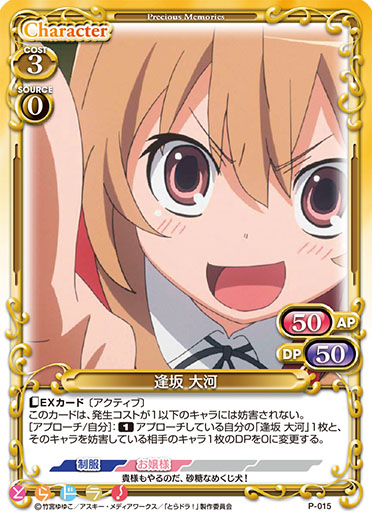 Precious Memories
Character
COST
3
SOURCE
0
50 AP
DP 50
逢坂 大河
EXカード〔アクティブ〕
このカードは、発生コストが1以下のキャラには妨害されない。
[アプローチ/自分]:1アプローチしている自分の「逢坂 大河」1枚と、
そのキャラを妨害している相手のキャラ1枚のDPを0に変更する。
制服 お嬢様
とらドラ!
貴様もやるのだ、砂糖なめくじ犬!
©竹宮ゆゆこ/アスキー・メディアワークス/「とらドラ!」製作委員会 P-015